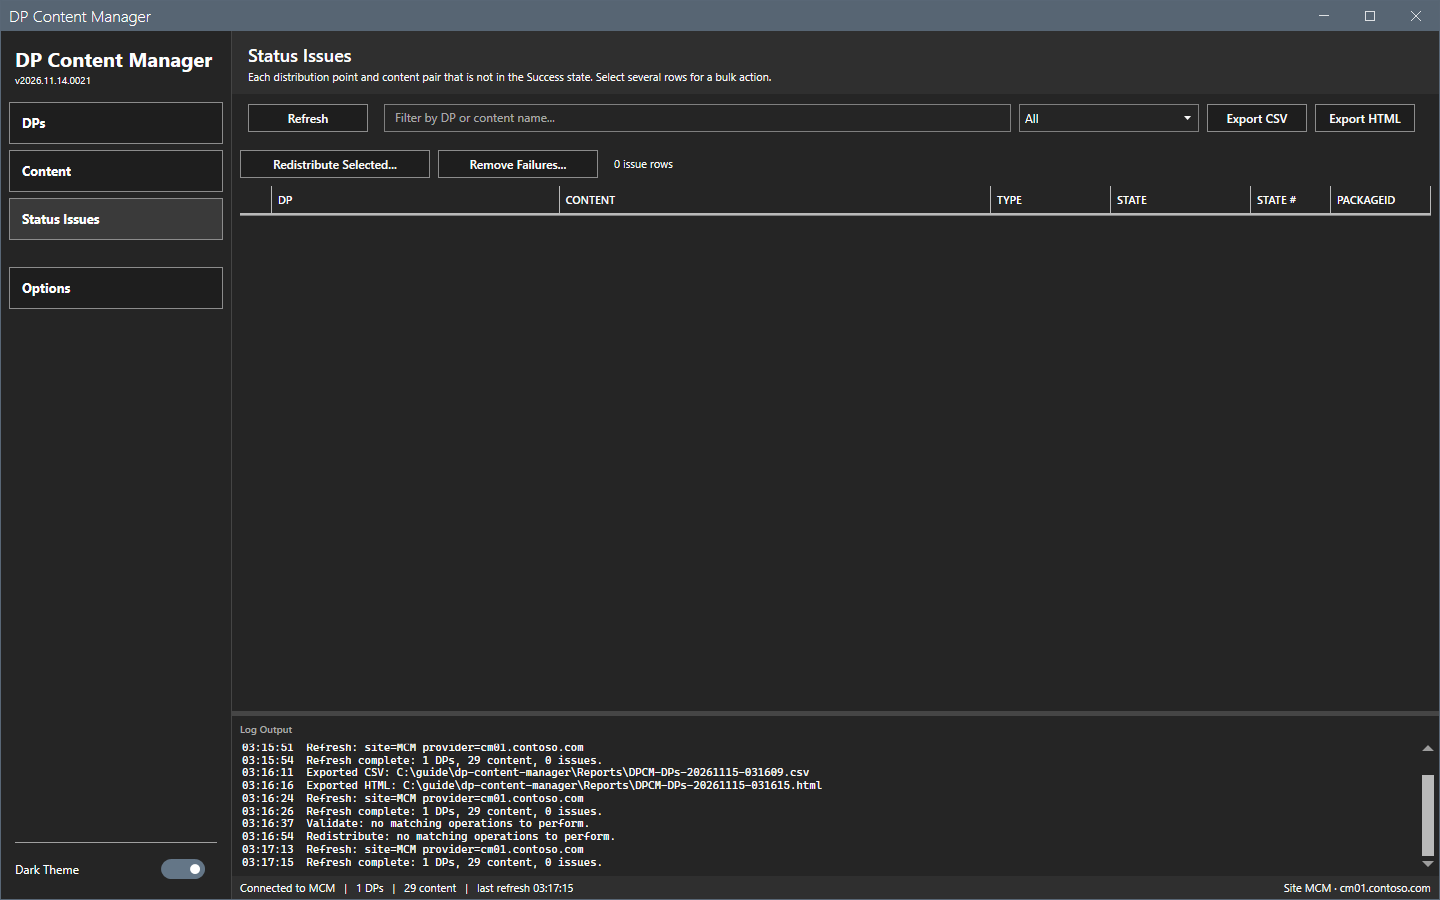 DP Content Manager
DP Content Manager
v2026.11.14.0021
DPs
Content
Status Issues
Options
Dark Theme
Status Issues
Each distribution point and content pair that is not in the Success state. Select several rows for a bulk action.
Refresh
Filter by DP or content name...
All
Export CSV
Export HTML
Redistribute Selected...
Remove Failures...
0 issue rows
DP CONTENT TYPE STATE STATE # PACKAGEID
Log Output
03:15:51 Refresh: site=MCM provider=cm01.contoso.com
03:15:54 Refresh complete: 1 DPs, 29 content, 0 issues.
03:16:11 Exported CSV: C:\guide\dp-content-manager\Reports\DPCM-DPs-20261115-031609.csv
03:16:16 Exported HTML: C:\guide\dp-content-manager\Reports\DPCM-DPs-20261115-031615.html
03:16:24 Refresh: site=MCM provider=cm01.contoso.com
03:16:26 Refresh complete: 1 DPs, 29 content, 0 issues.
03:16:37 Validate: no matching operations to perform.
03:16:54 Redistribute: no matching operations to perform.
03:17:13 Refresh: site=MCM provider=cm01.contoso.com
03:17:15 Refresh complete: 1 DPs, 29 content, 0 issues.
Connected to MCM | 1 DPs | 29 content | last refresh 03:17:15
Site MCM · cm01.contoso.com